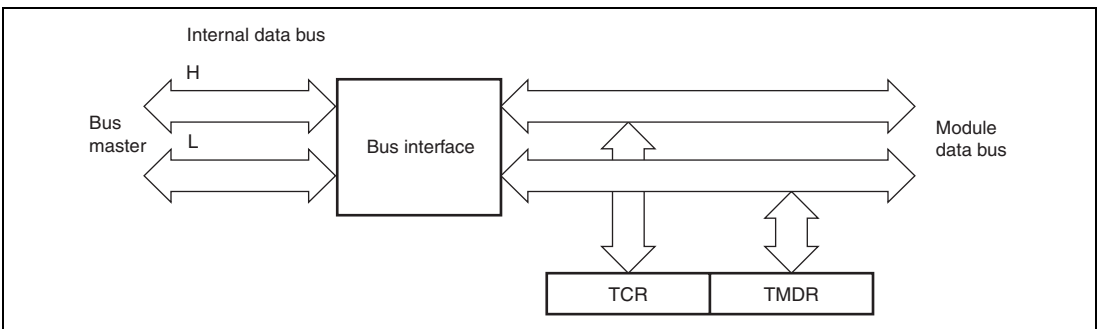 Internal data bus
H
Bus
master
L
Bus interface
Module
data bus
TCR
TMDR